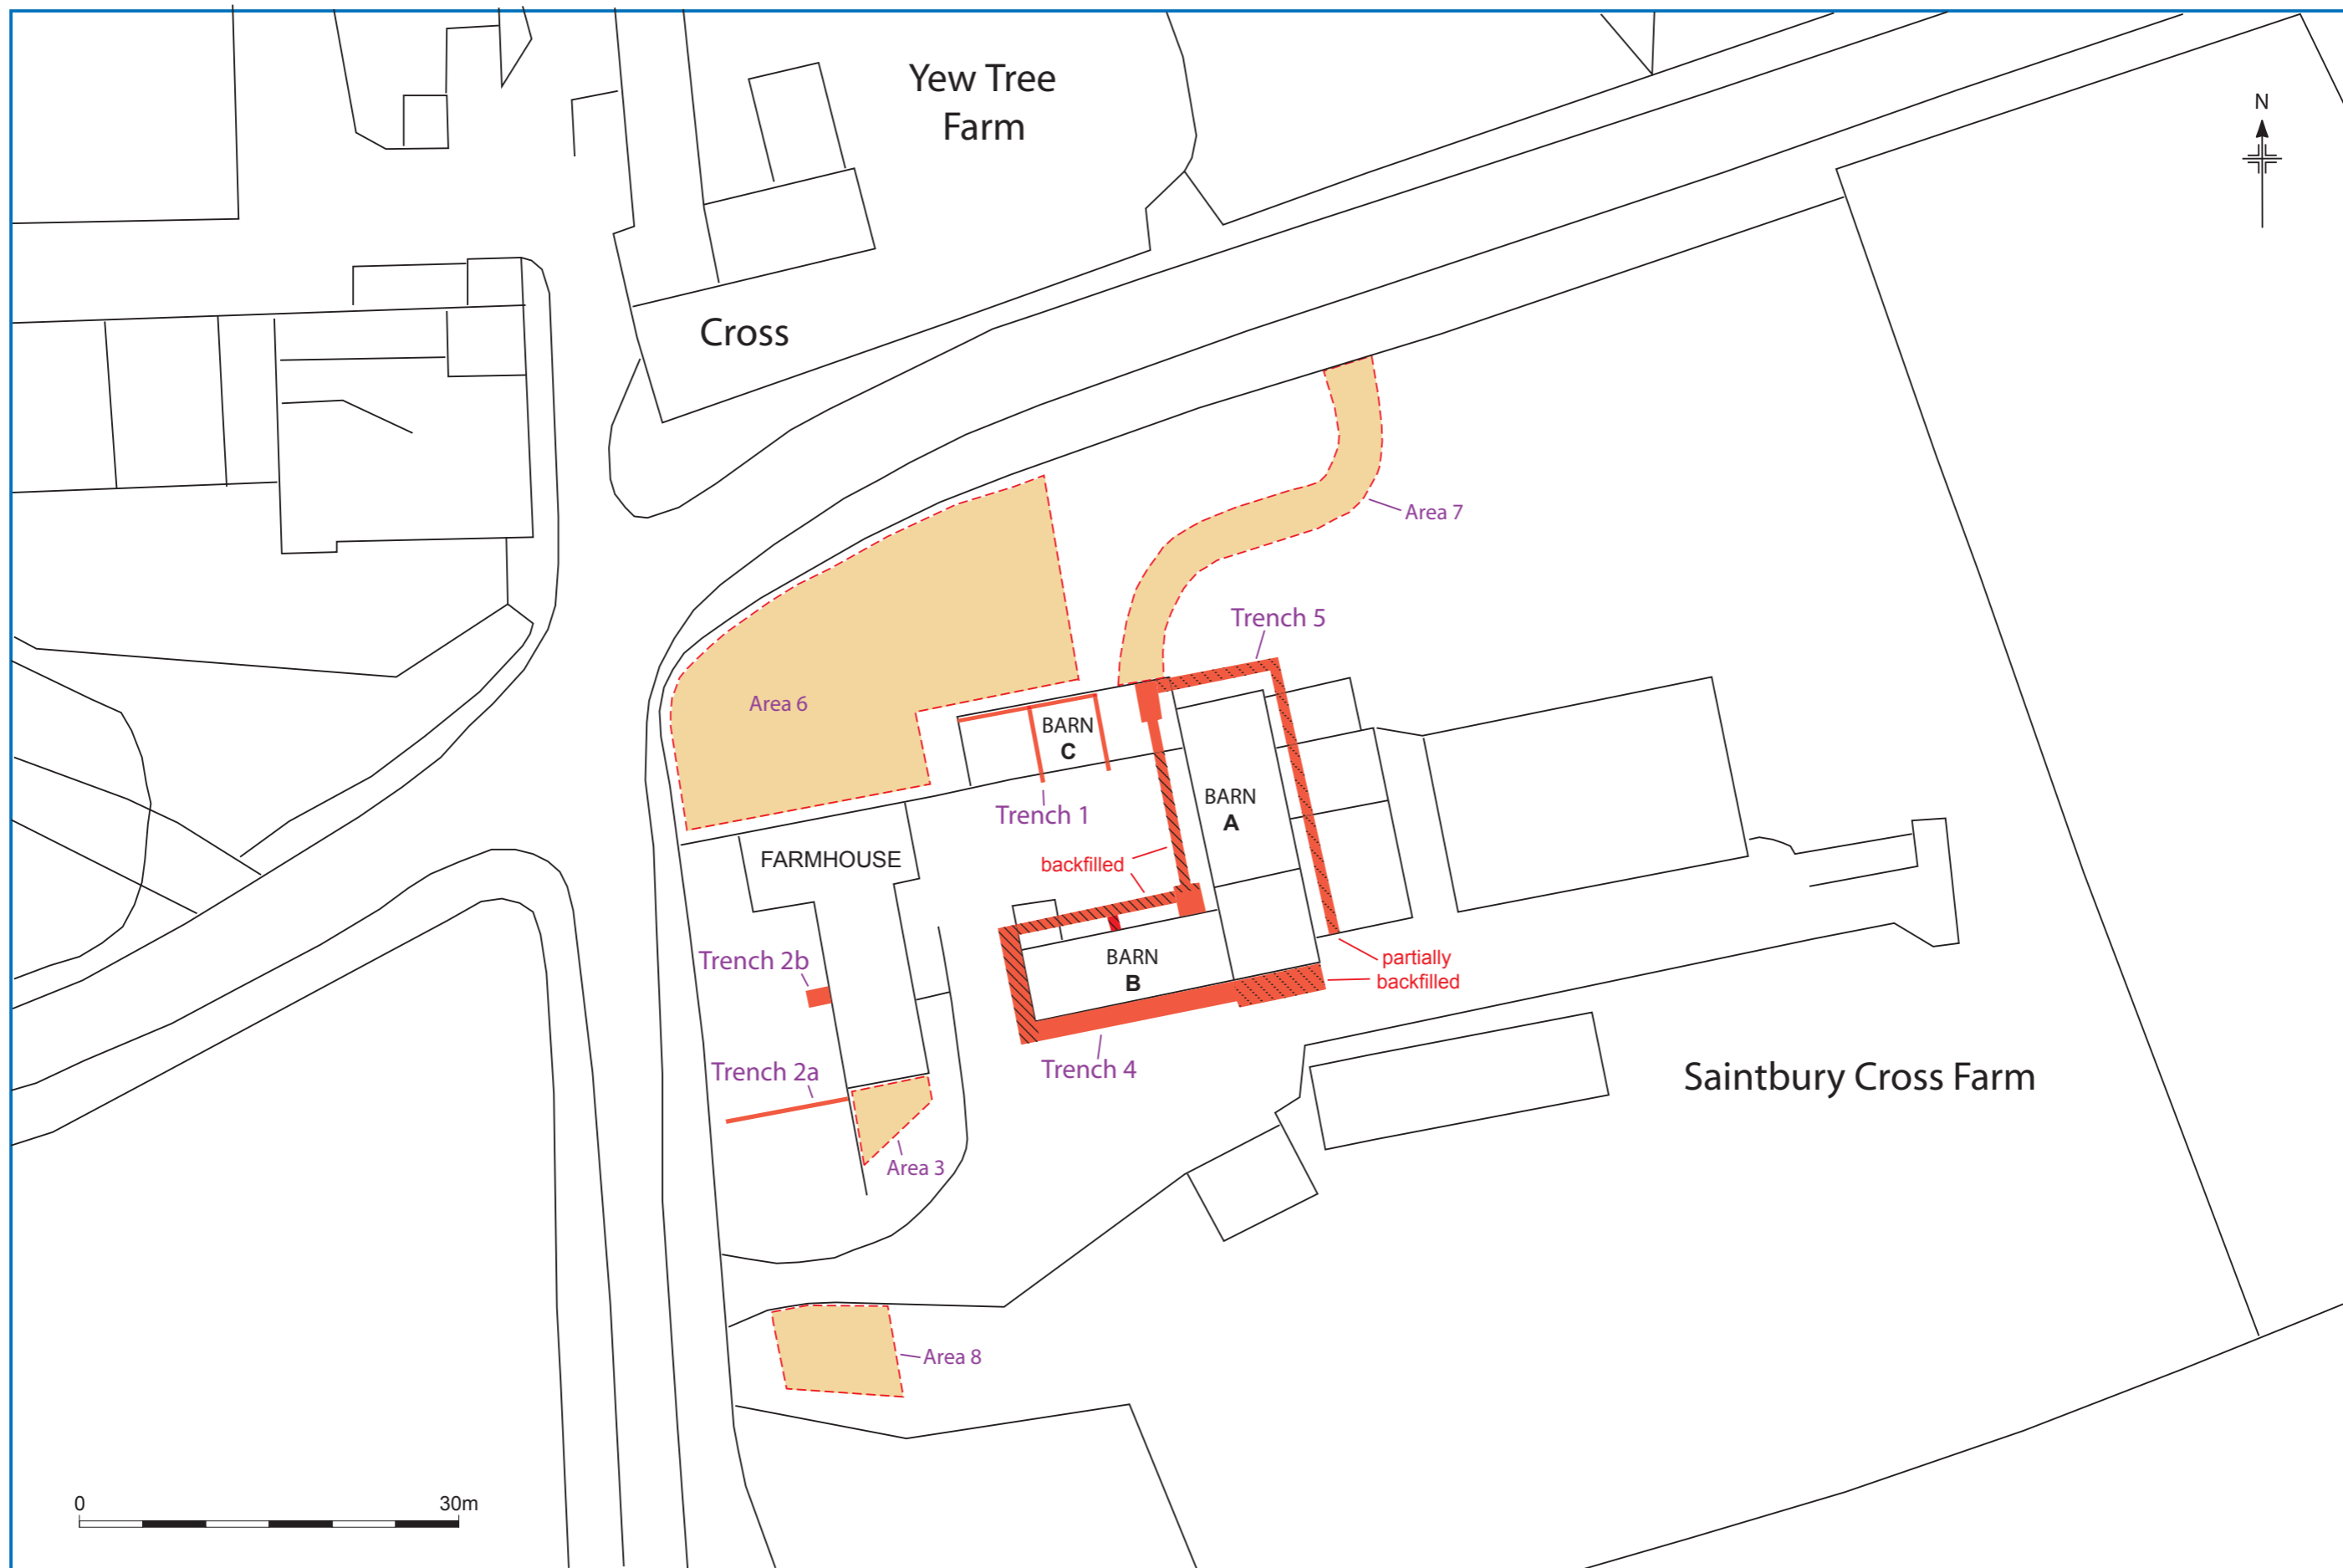 Yew Tree
Farm
N
Cross
Area 7
Trench 5
Area 6
BARN
C
Trench 1
BARN
A
FARMHOUSE
backfilled
Trench 2b
BARN
B
partially
backfilled
Trench 4
Trench 2a
Saintbury Cross Farm
Area 3
Area 8
0 30m